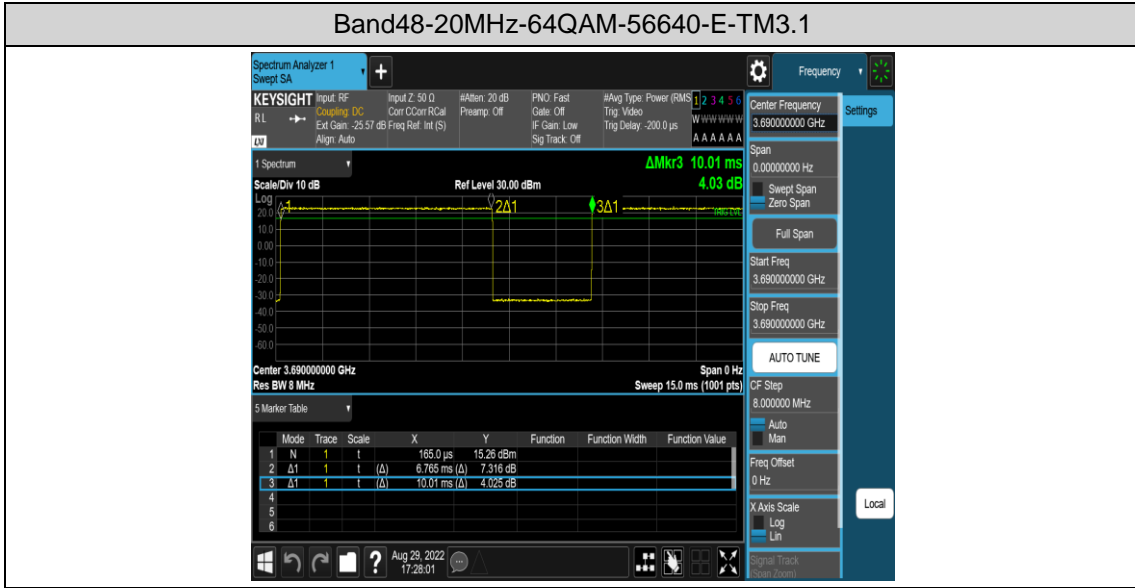 Band48-20MHz-64QAM-56640-E-TM3.1
Spectrum Analyzer 1
Swept SA
Frequency
KEYSIGHT
RL
LXI
Input: RF
Coupling: DC
Ext Gain: -25.57 dB
Align: Auto
Input Z: 50 Ω
Corr CCorr RCal
Freq Ref: Int (S)
#Atten: 20 dB
Preamp: Off
PNO: Fast
Gate: Off
IF Gain: Low
Sig Track: Off
#Avg Type: Power (RMS
Trig: Video
Trig Delay: -200.0 µs
1 2 3 4 5 6
W W W W W W
A A A A A A
1 Spectrum
ΔMkr3 10.01 ms
4.03 dB
Scale/Div 10 dB
Ref Level 30.00 dBm
Log
20.0
10.0
0.00
-10.0
-20.0
-30.0
-40.0
-50.0
-60.0
1
2Δ1
3Δ1
TRIG LVL
Center 3.690000000 GHz
Span 0 Hz
Res BW 8 MHz
Sweep 15.0 ms (1001 pts)
5 Marker Table
Mode Trace Scale X Y Function Function Width Function Value
1 N 1 t 165.0 µs 15.26 dBm
2 Δ1 1 t (Δ) 6.765 ms (Δ) 7.316 dB
3 Δ1 1 t (Δ) 10.01 ms (Δ) 4.025 dB
4
5
6
Aug 29, 2022
17:28:01
Center Frequency
3.690000000 GHz
Settings
Span
0.00000000 Hz
Swept Span
Zero Span
Full Span
Start Freq
3.690000000 GHz
Stop Freq
3.690000000 GHz
AUTO TUNE
CF Step
8.000000 MHz
Auto
Man
Freq Offset
0 Hz
X Axis Scale
Log
Lin
Local
Signal Track
(Span Zoom)